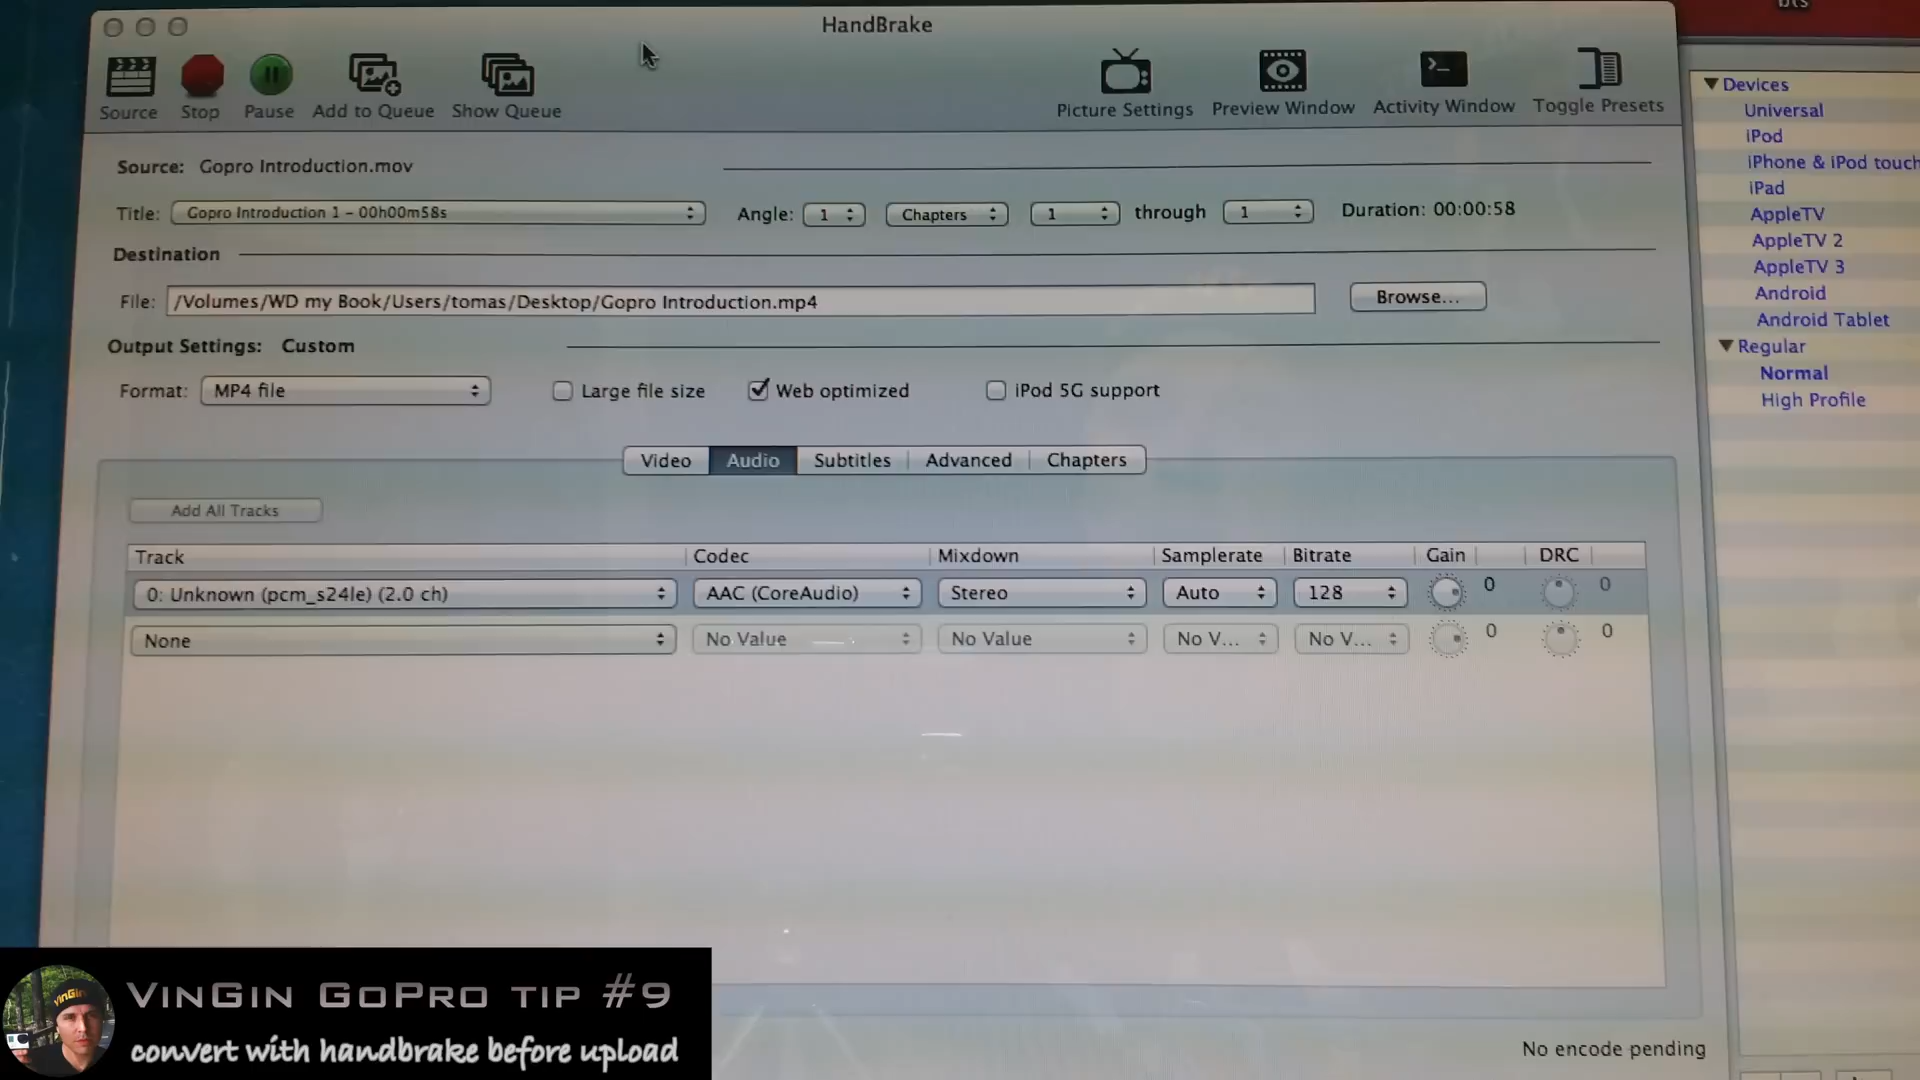 HandBrake
Source
Stop
Pause
Add to Queue
Show Queue
Picture Settings
Preview Window
Activity Window
Toggle Presets
Source: Gopro Introduction.mov
Title: Gopro Introduction 1 - 00h00m58s
Angle: 1
Chapters
1
through
1
Duration: 00:00:58
Destination
File: /Volumes/WD my Book/Users/tomas/Desktop/Gopro Introduction.mp4
Browse...
Output Settings: Custom
Format: MP4 file
Large file size
Web optimized
iPod 5G support
Video
Audio
Subtitles
Advanced
Chapters
Add All Tracks
Track Codec Mixdown Samplerate Bitrate Gain DRC
0: Unknown (pcm_s24le) (2.0 ch) AAC (CoreAudio) Stereo Auto 128 0 0
None No Value No Value No V... No V... 0 0
No encode pending
Devices
Universal
iPod
iPhone & iPod touch
iPad
AppleTV
AppleTV 2
AppleTV 3
Android
Android Tablet
Regular
Normal
High Profile
VinGin
VINGIN GOPRO TIP #9
convert with handbrake before upload